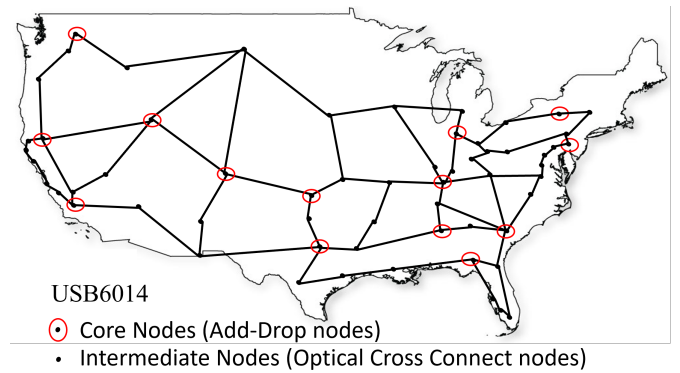 USB6014
Core Nodes (Add-Drop nodes)
Intermediate Nodes (Optical Cross Connect nodes)